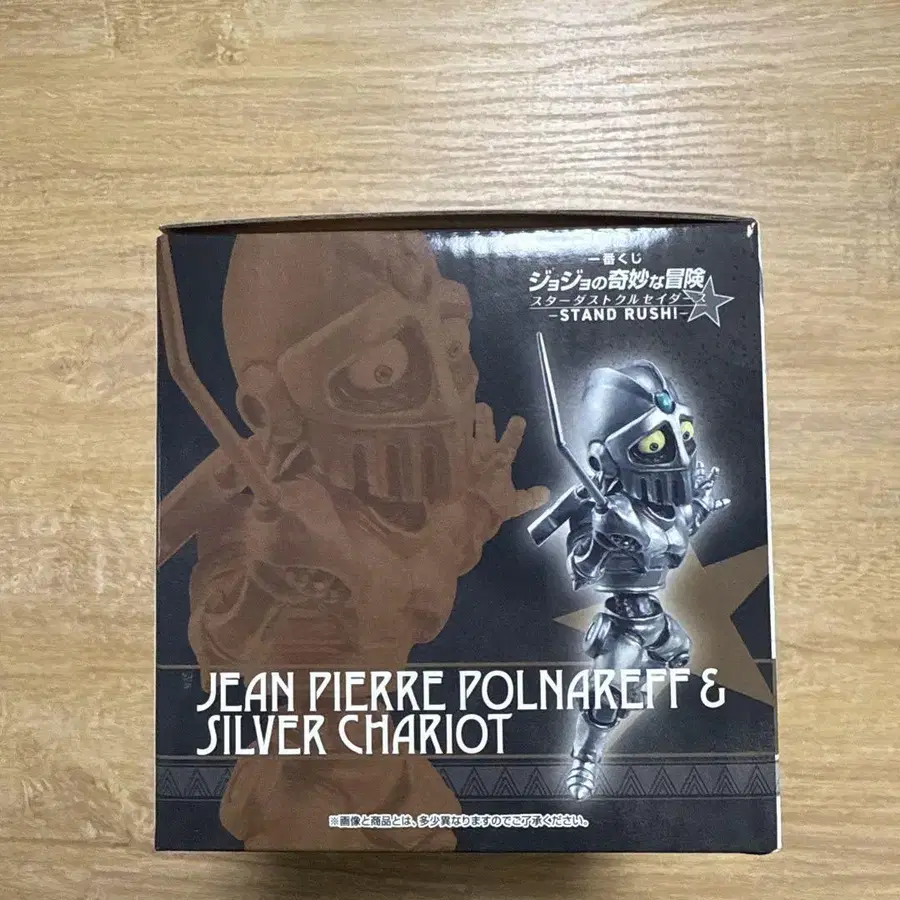 一番くじ
ジョジョの奇妙な冒険
スターダストクルセイダース
-STAND RUSH!-
JEAN PIERRE POLNAREFF &
SILVER CHARIOT
※画像と商品とは、多少異なりますのでご了承ください。